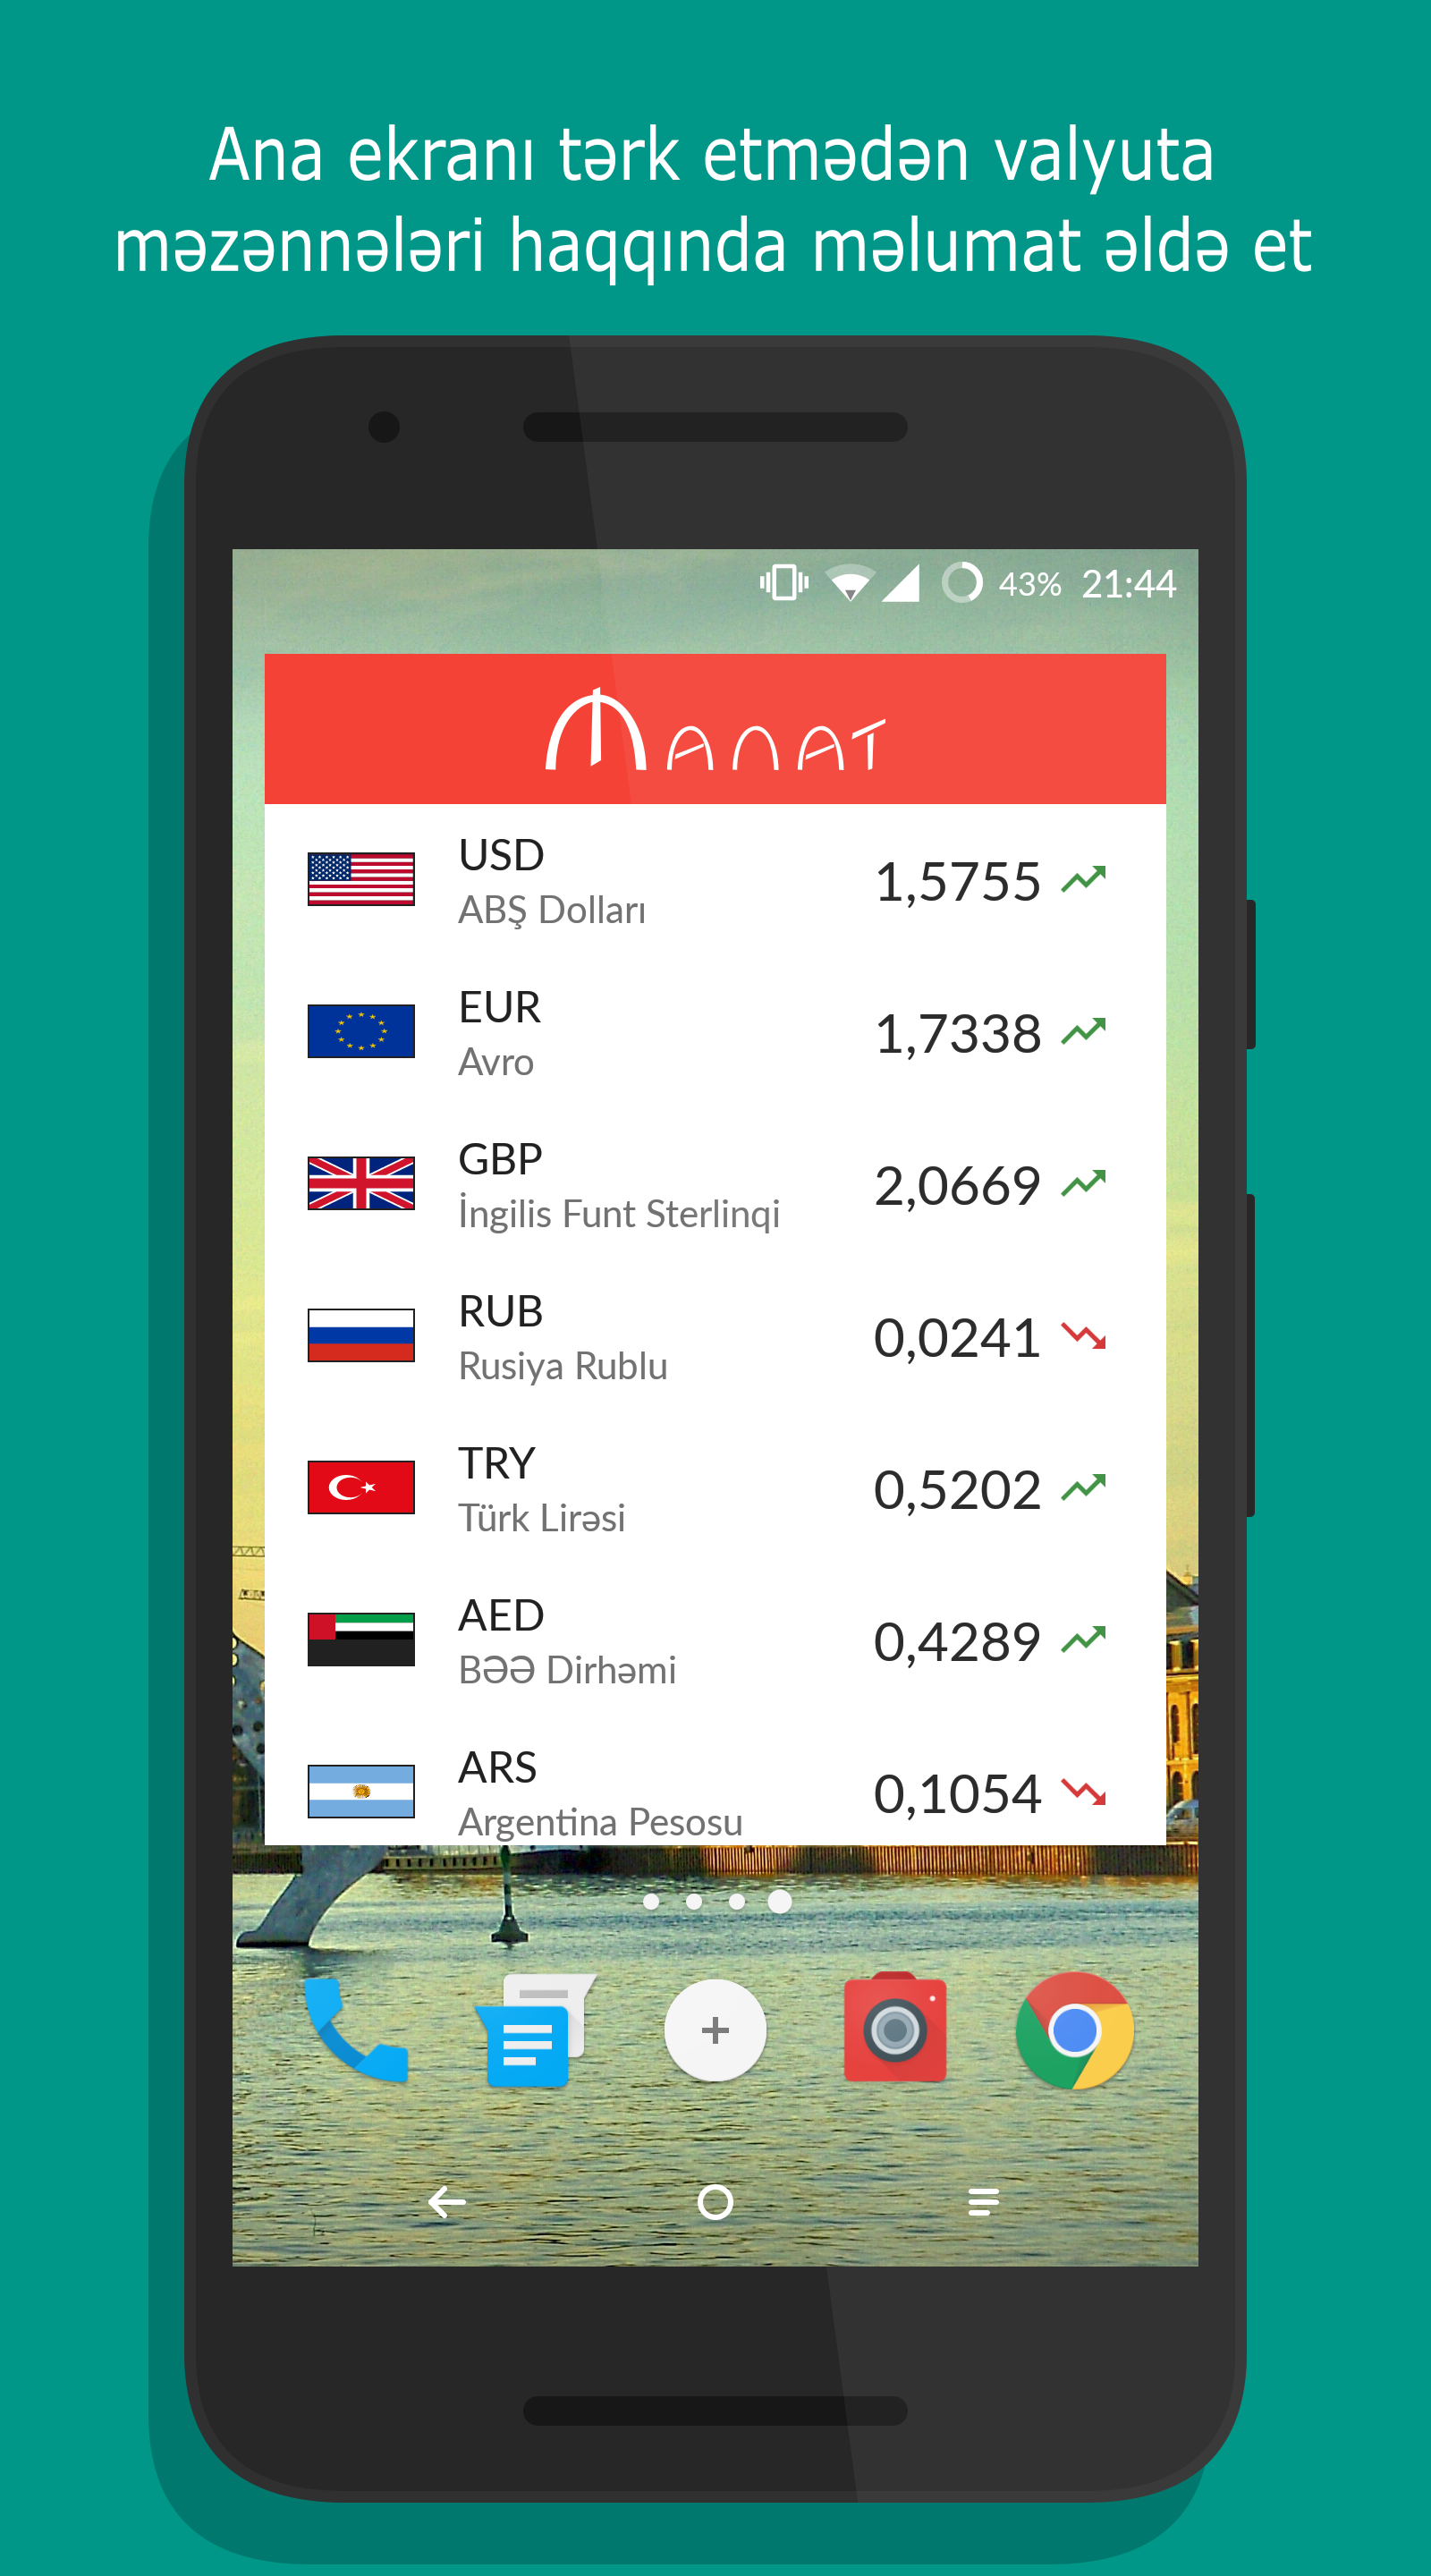 Ana ekranı tərk etmədən valyuta
məzənnələri haqqında məlumat əldə et
43% 21:44
MANAT
USD
ABŞ Dolları
1,5755
EUR
Avro
1,7338
GBP
İngilis Funt Sterlinqi
2,0669
RUB
Rusiya Rublu
0,0241
TRY
Türk Lirəsi
0,5202
AED
BƏƏ Dirhəmi
0,4289
ARS
Argentina Pesosu
0,1054